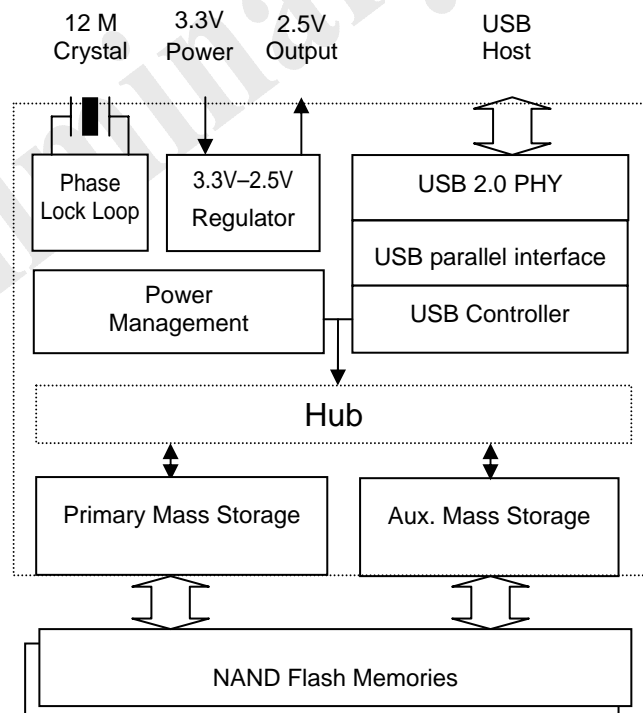 12 M
Crystal
3.3V
Power
2.5V
Output
USB
Host
Phase
Lock Loop
3.3V–2.5V
Regulator
USB 2.0 PHY
USB parallel interface
USB Controller
Power
Management
Hub
Primary Mass Storage
Aux. Mass Storage
NAND Flash Memories